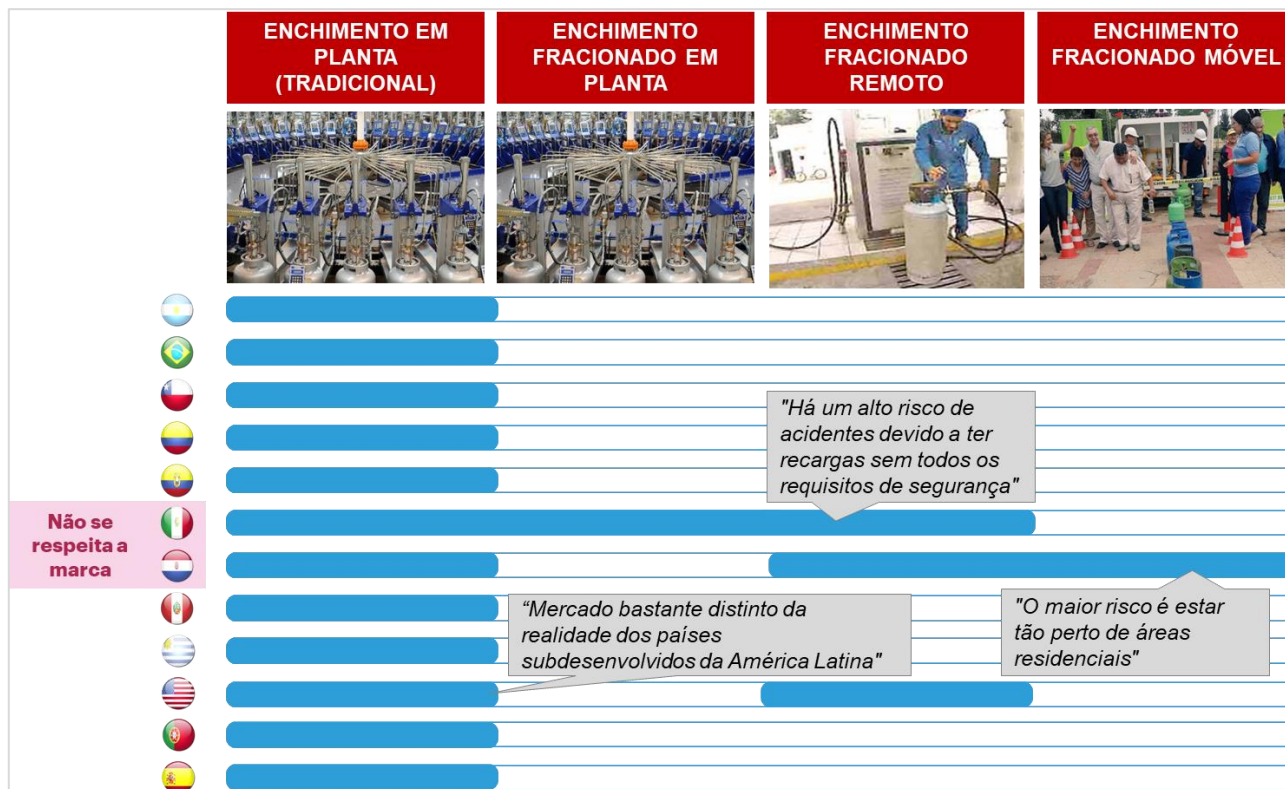 ENCHIMENTO EM
PLANTA
(TRADICIONAL)
ENCHIMENTO
FRACIONADO EM
PLANTA
ENCHIMENTO
FRACIONADO
REMOTO
ENCHIMENTO
FRACIONADO MÓVEL
"Há um alto risco de
acidentes devido a ter
recargas sem todos os
requisitos de segurança"
Não se
respeita a
marca
“Mercado bastante distinto da
realidade dos países
subdesenvolvidos da América Latina"
"O maior risco é estar
tão perto de áreas
residenciais"